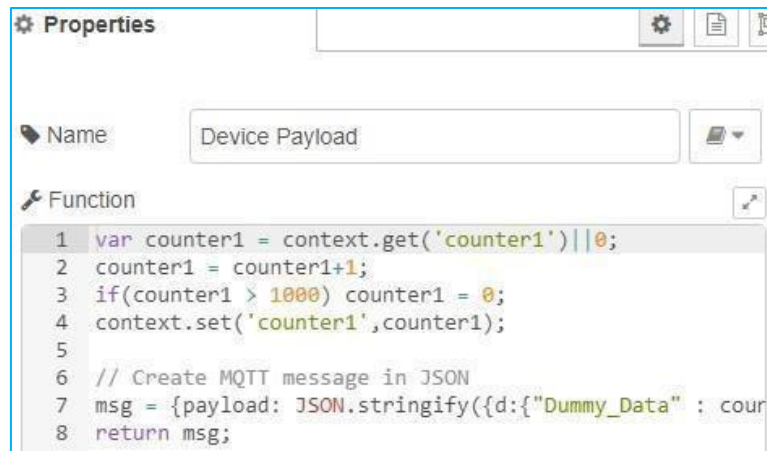 Properties
Name
Device Payload
Function
1 var counter1 = context.get('counter1')||0;
2 counter1 = counter1+1;
3 if(counter1 > 1000) counter1 = 0;
4 context.set('counter1',counter1);
5
6 // Create MQTT message in JSON
7 msg = {payload: JSON.stringify({d:{"Dummy_Data" : cour
8 return msg;